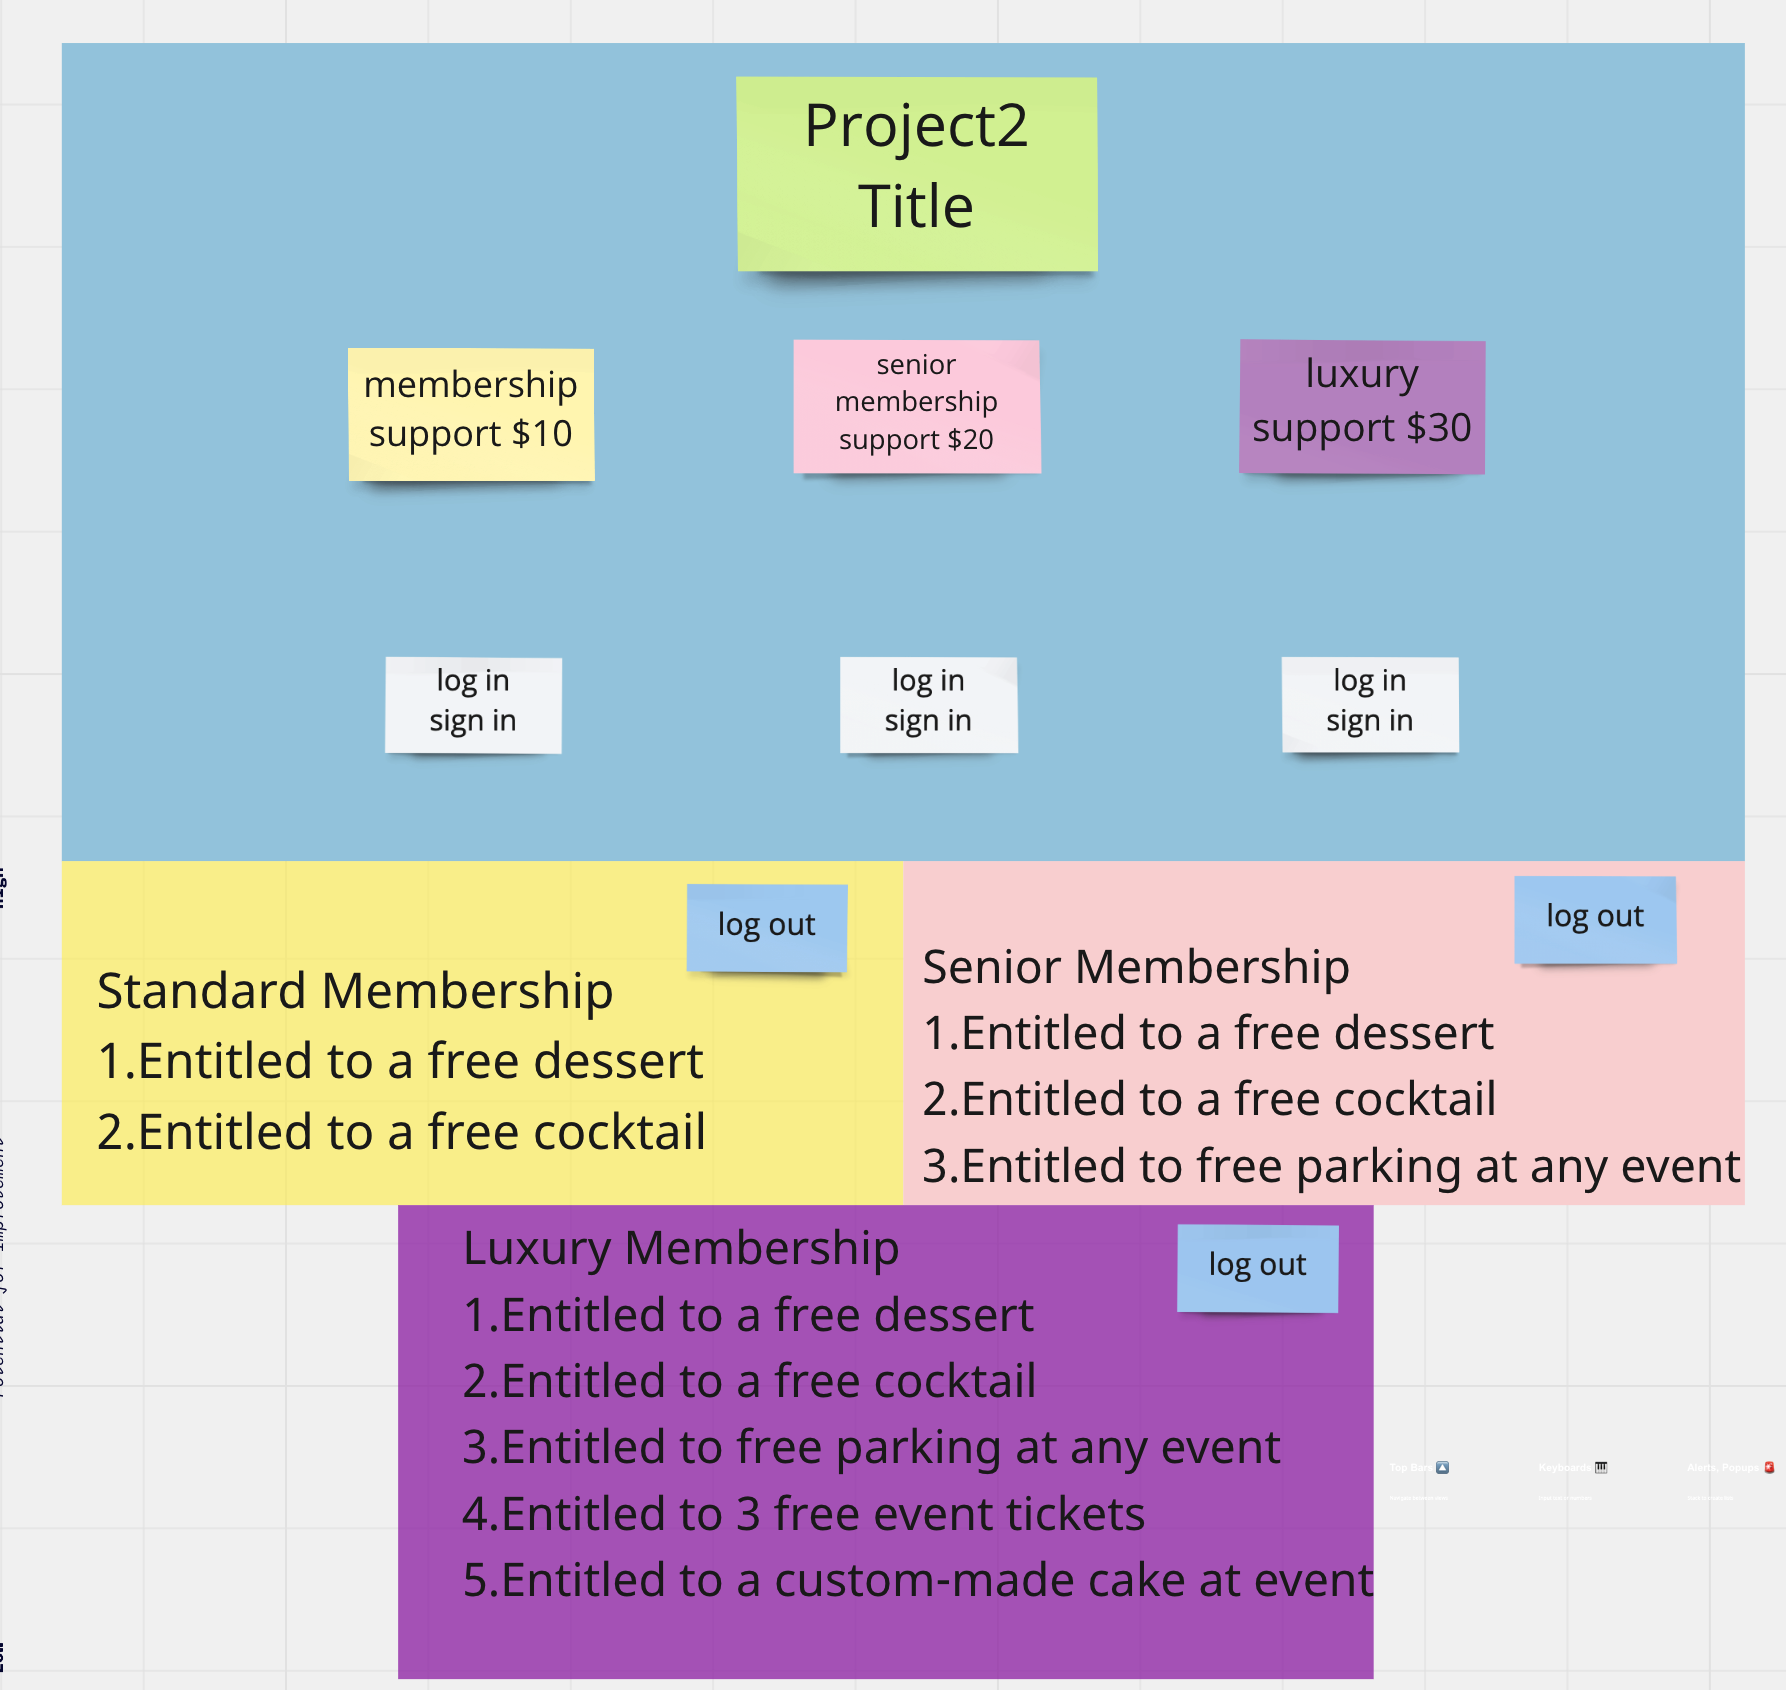 Project2
Title
membership
support $10
senior
membership
support $20
luxury
support $30
log in
sign in
log in
sign in
log in
sign in
log out
Standard Membership
1.Entitled to a free dessert
2.Entitled to a free cocktail
log out
Senior Membership
1.Entitled to a free dessert
2.Entitled to a free cocktail
3.Entitled to free parking at any event
Luxury Membership
log out
1.Entitled to a free dessert
2.Entitled to a free cocktail
3.Entitled to free parking at any event
4.Entitled to 3 free event tickets
5.Entitled to a custom-made cake at event
Top Bars
Keyboards
Alerts, Popups